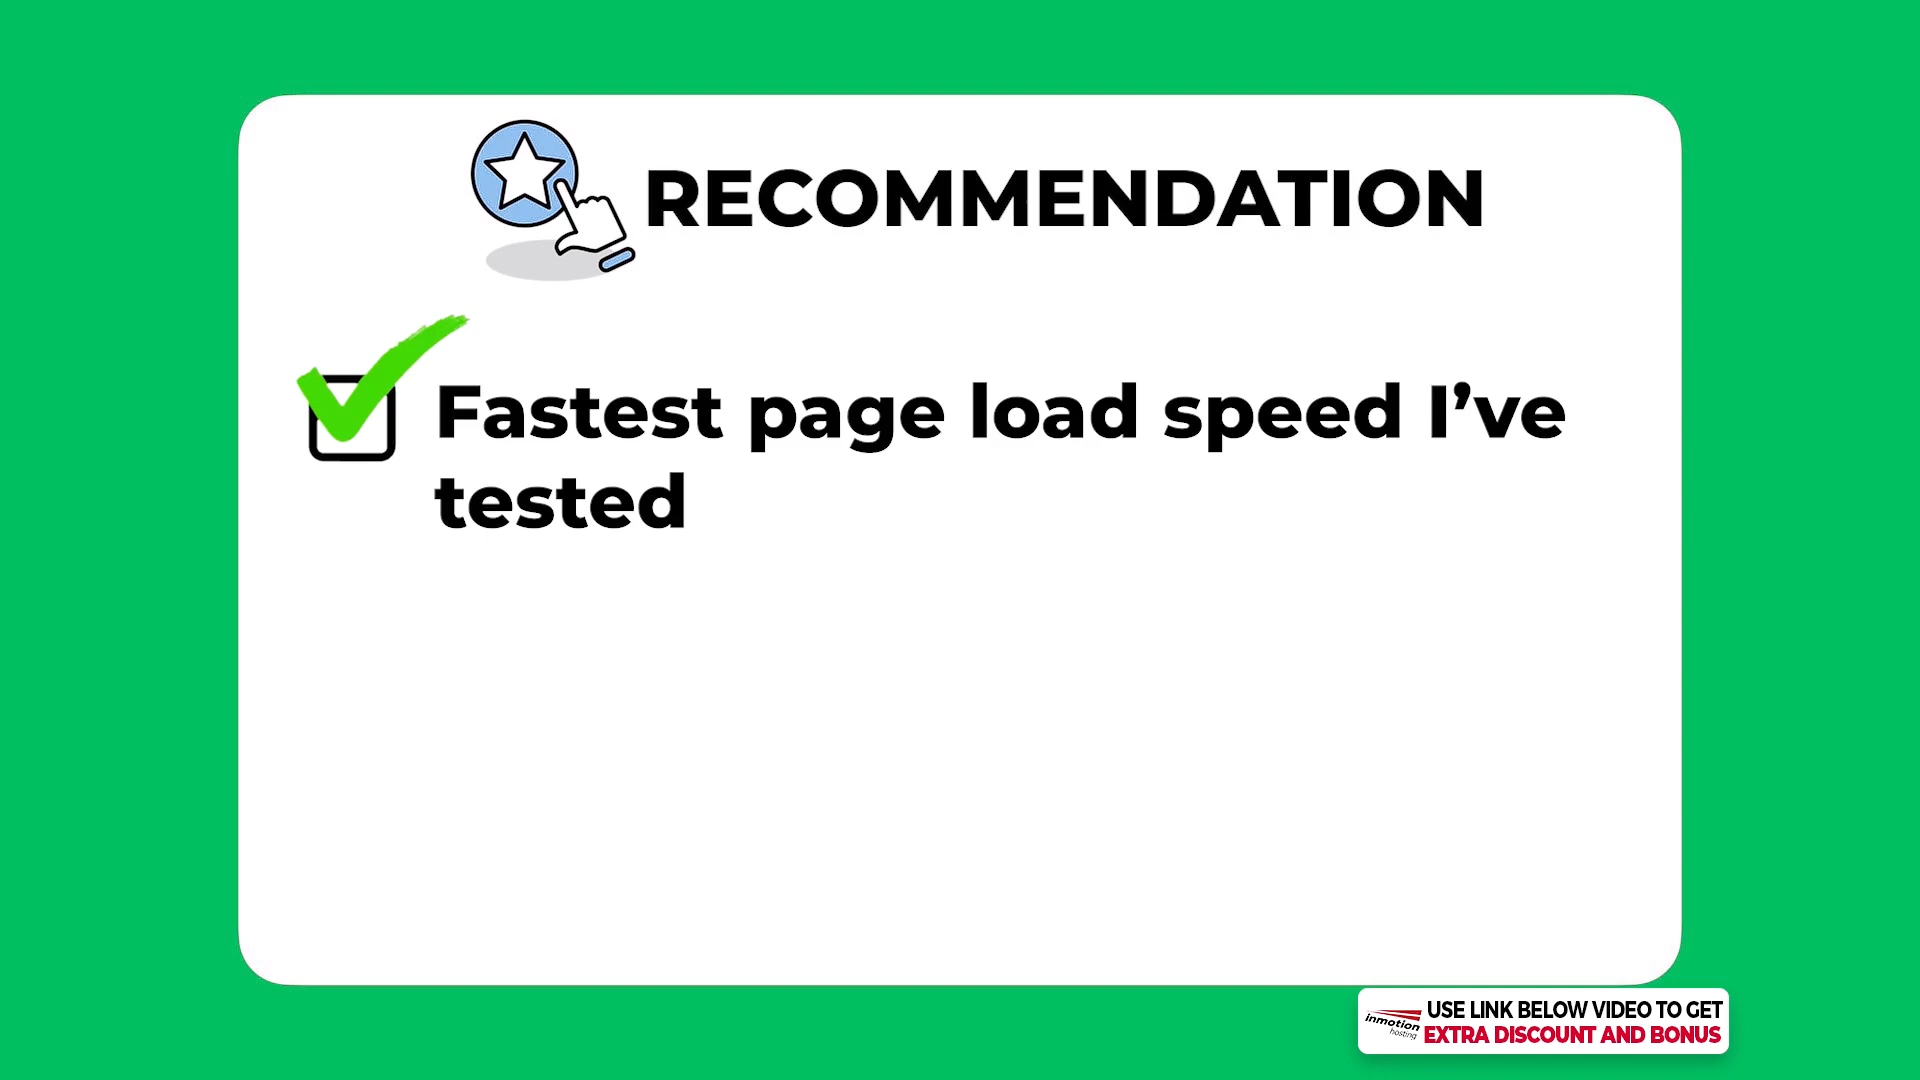 RECOMMENDATION
Fastest page load speed I’ve
tested
inmotion
hosting
USE LINK BELOW VIDEO TO GET
EXTRA DISCOUNT AND BONUS